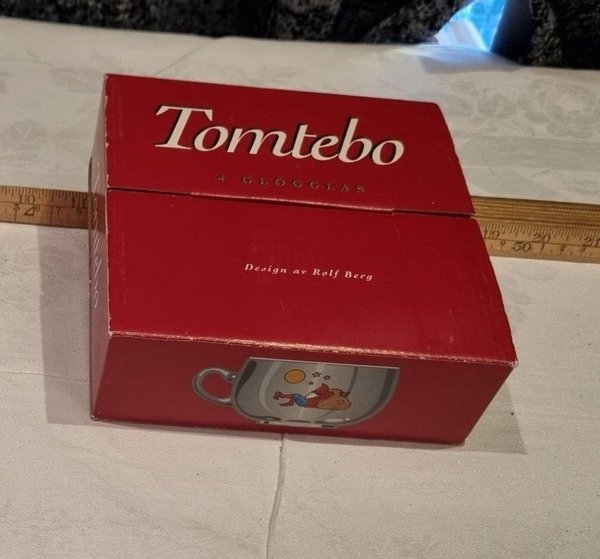 Tomtebo
4 GLÖGGLAS
Design av Rolf Berg